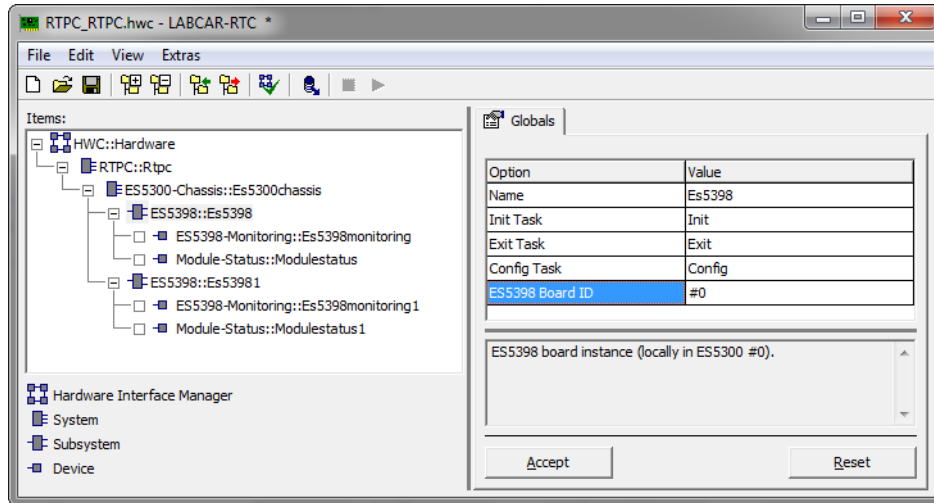 RTPC_RTPC.hwc - LABCAR-RTC *
File Edit View Extras
Items:
HWC::Hardware
RTPC::Rtpc
ES5300-Chassis::Es5300chassis
ES5398::Es5398
ES5398-Monitoring::Es5398monitoring
Module-Status::Modulestatus
ES5398::Es53981
ES5398-Monitoring::Es5398monitoring1
Module-Status::Modulestatus1
Hardware Interface Manager
System
Subsystem
Device
Globals
Option Value
Name Es5398
Init Task Init
Exit Task Exit
Config Task Config
ES5398 Board ID #0
ES5398 board instance (locally in ES5300 #0).
Accept Reset